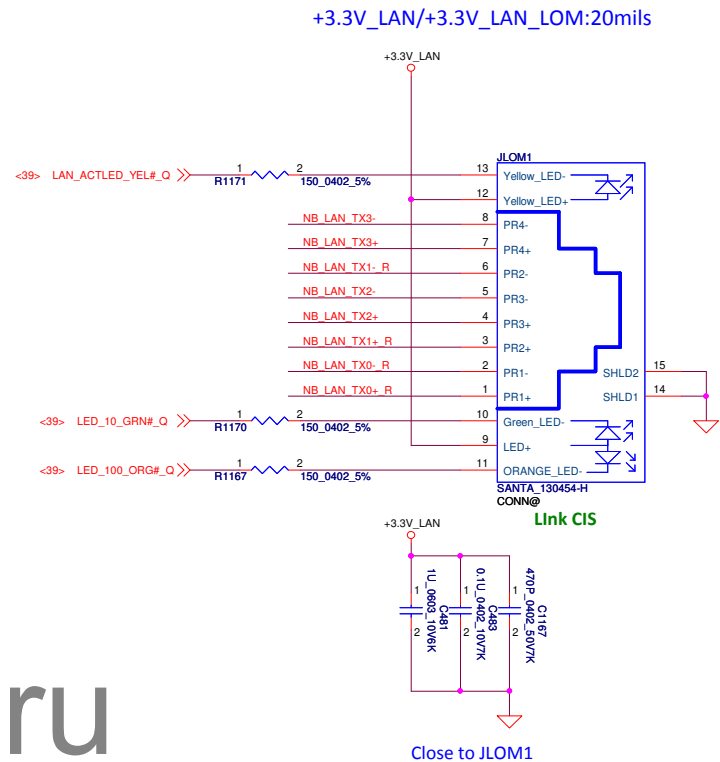 +3.3V_LAN/+3.3V_LAN_LOM:20mils
+3.3V_LAN
JLOM1
<39> LAN_ACTLED_YEL#_Q 1 2 13 Yellow_LED-
R1171 150_0402_5%
12 Yellow_LED+
NB_LAN_TX3- 8 PR4-
NB_LAN_TX3+ 7 PR4+
NB_LAN_TX1-_R 6 PR2-
NB_LAN_TX2- 5 PR3-
NB_LAN_TX2+ 4 PR3+
NB_LAN_TX1+_R 3 PR2+
NB_LAN_TX0-_R 2 PR1- SHLD2 15
NB_LAN_TX0+_R 1 PR1+ SHLD1 14
<39> LED_10_GRN#_Q 1 2 10 Green_LED-
R1170 150_0402_5%
9 LED+
<39> LED_100_ORG#_Q 1 2 11 ORANGE_LED-
R1167 150_0402_5%
SANTA_130454-H
CONN@
LInk CIS
+3.3V_LAN
1 2 C481 1U_0603_10V6K
1 2 C483 0.1U_0402_10V7K
1 2 C1167 470P_0402_50V7K
Close to JLOM1
ru